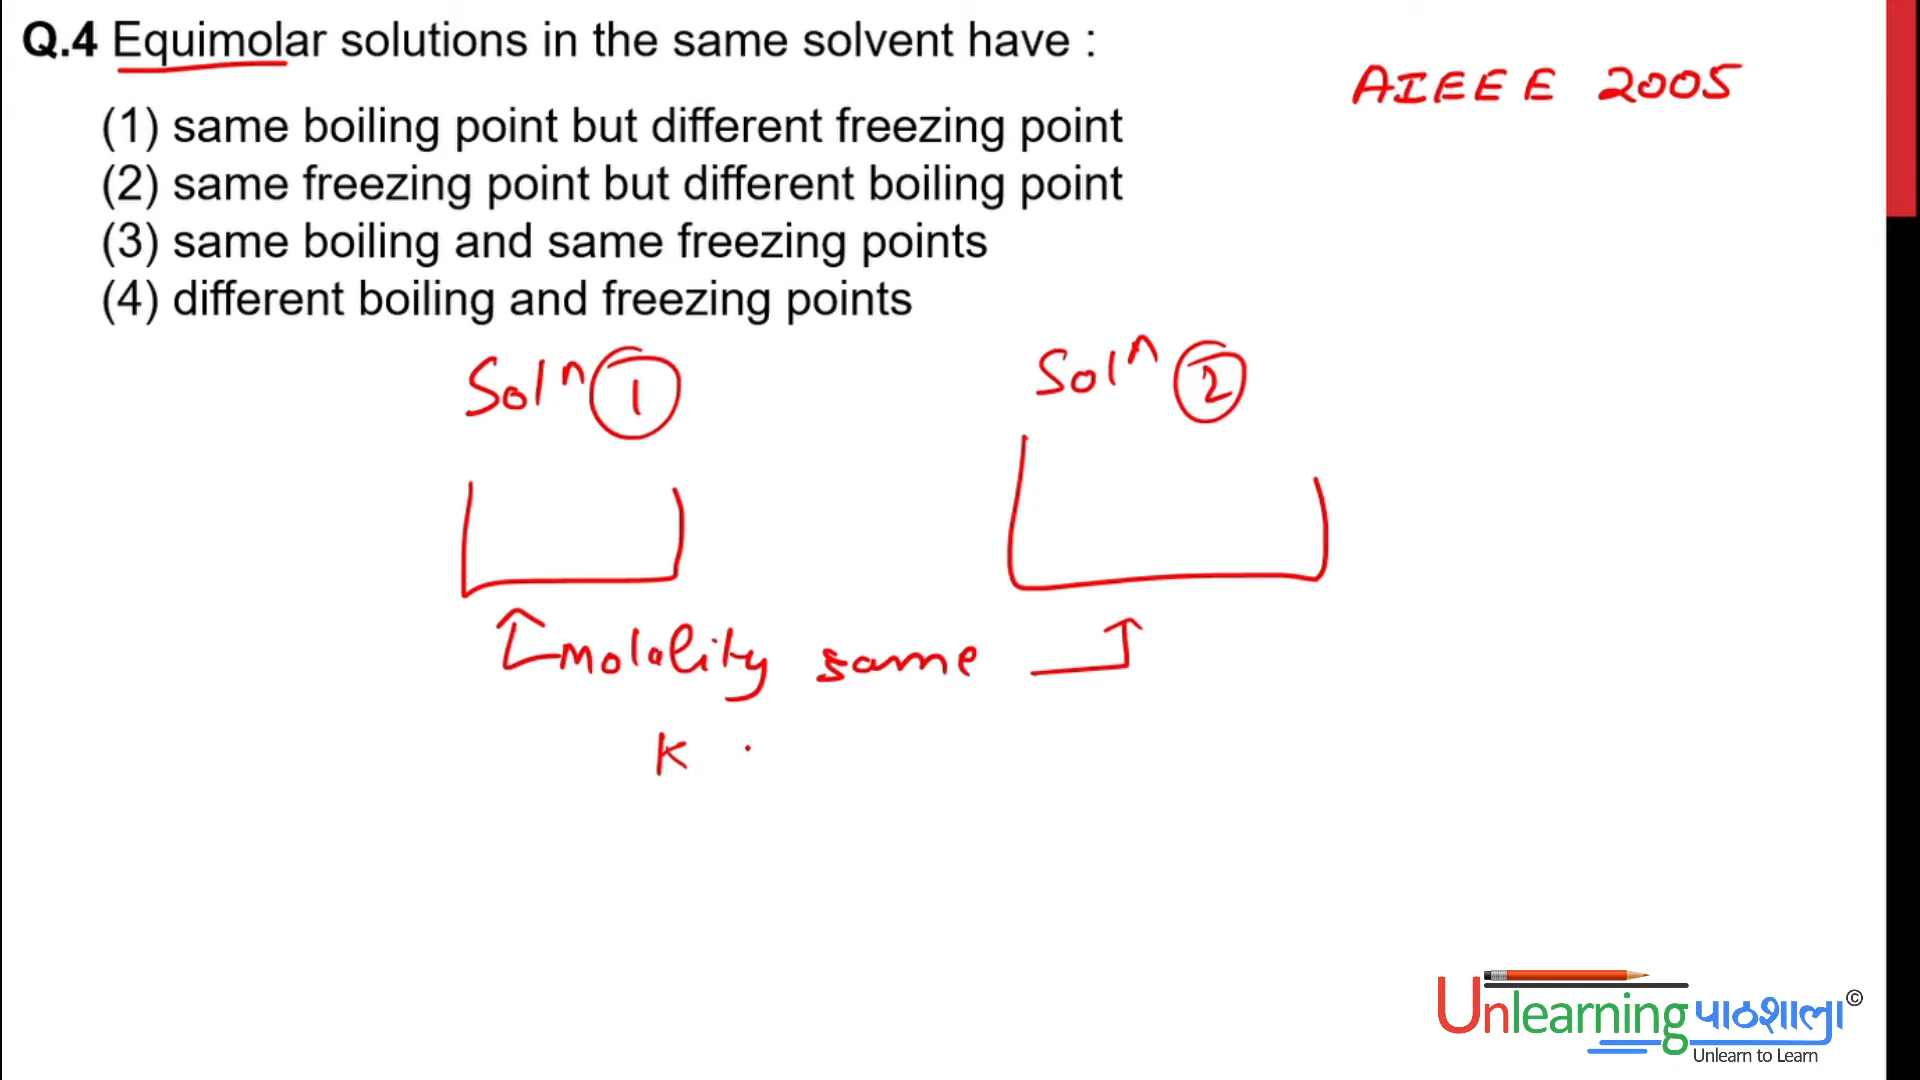 Q.4 Equimolar solutions in the same solvent have :
AIEEE 2005
(1) same boiling point but different freezing point
(2) same freezing point but different boiling point
(3) same boiling and same freezing points
(4) different boiling and freezing points
Solⁿ 1
Solⁿ 2
molality same
K .
Unlearning પાઠશાલા ©
Unlearn to Learn